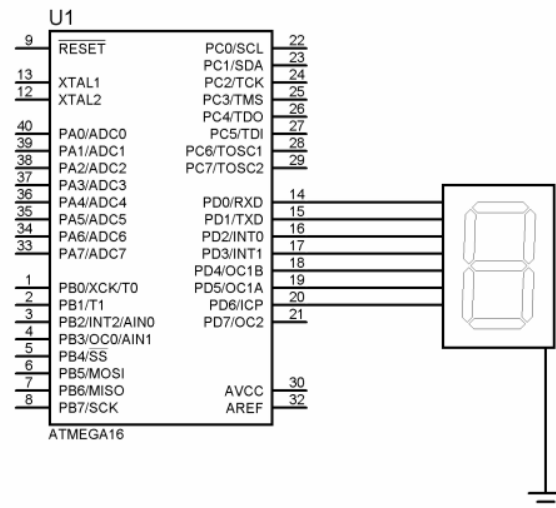 U1
9 RESET PC0/SCL 22
PC1/SDA 23
13 XTAL1 PC2/TCK 24
12 XTAL2 PC3/TMS 25
PC4/TDO 26
40 PA0/ADC0 PC5/TDI 27
39 PA1/ADC1 PC6/TOSC1 28
38 PA2/ADC2 PC7/TOSC2 29
37 PA3/ADC3
36 PA4/ADC4 PD0/RXD 14
35 PA5/ADC5 PD1/TXD 15
34 PA6/ADC6 PD2/INT0 16
33 PA7/ADC7 PD3/INT1 17
PD4/OC1B 18
1 PB0/XCK/T0 PD5/OC1A 19
2 PB1/T1 PD6/ICP 20
3 PB2/INT2/AIN0 PD7/OC2 21
4 PB3/OC0/AIN1
5 PB4/SS
6 PB5/MOSI
7 PB6/MISO AVCC 30
8 PB7/SCK AREF 32
ATMEGA16